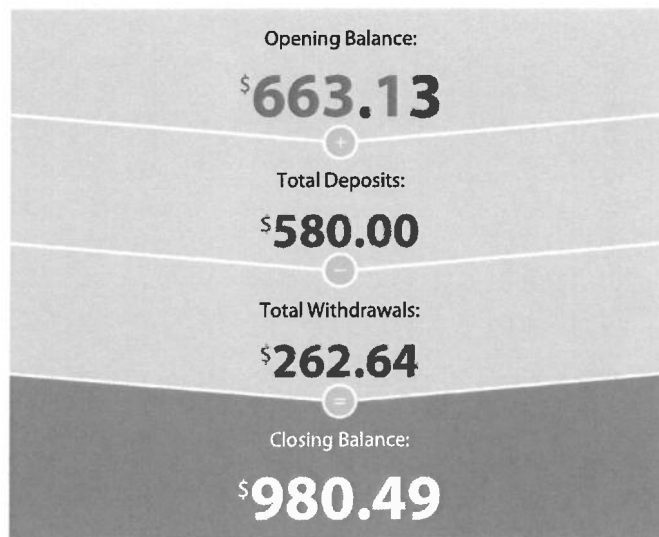 Opening Balance:
$663.13
+
Total Deposits:
$580.00
−
Total Withdrawals:
$262.64
=
Closing Balance:
$980.49